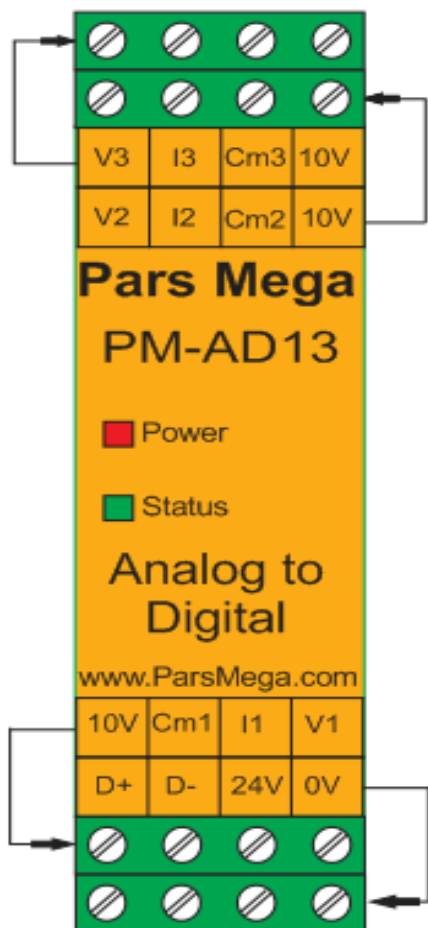 V3 I3 Cm3 10V
V2 I2 Cm2 10V
Pars Mega
PM-AD13
Power
Status
Analog to
Digital
www.ParsMega.com
10V Cm1 I1 V1
D+ D- 24V 0V